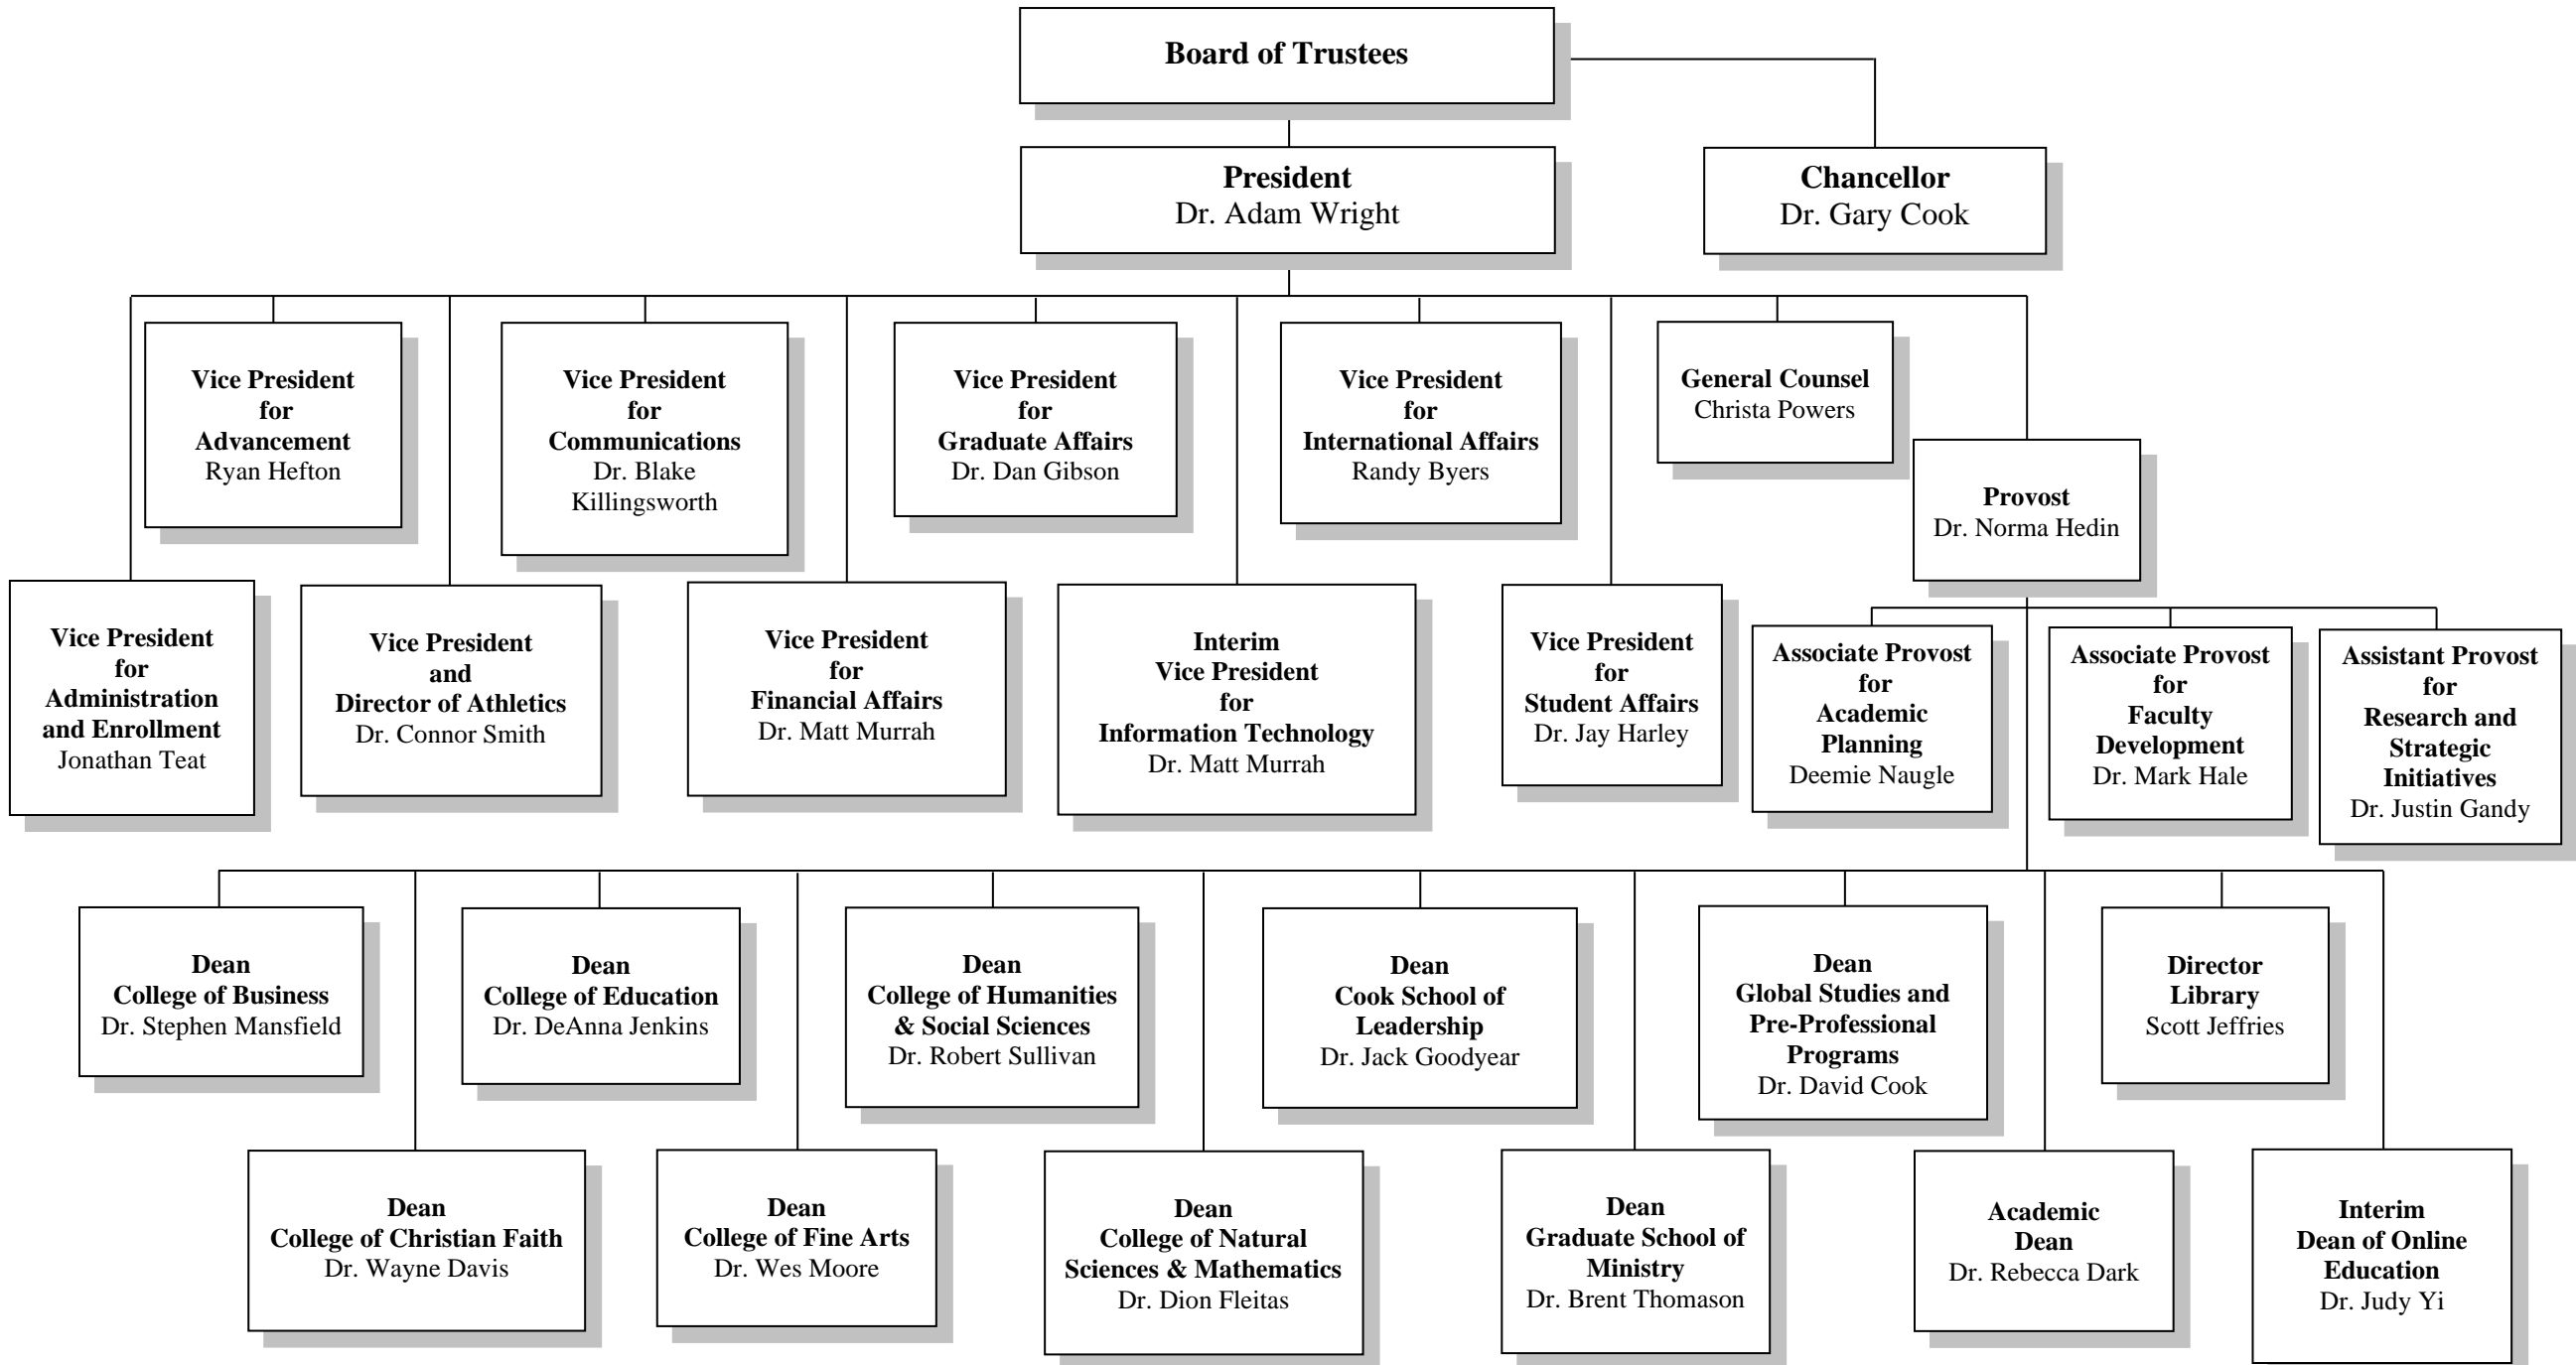 Board of Trustees
President
Dr. Adam Wright
Chancellor
Dr. Gary Cook
Vice President
for
Advancement
Ryan Hefton
Vice President
for
Communications
Dr. Blake
Killingsworth
Vice President
for
Graduate Affairs
Dr. Dan Gibson
Vice President
for
International Affairs
Randy Byers
General Counsel
Christa Powers
Provost
Dr. Norma Hedin
Vice President
for
Administration
and Enrollment
Jonathan Teat
Vice President
and
Director of Athletics
Dr. Connor Smith
Vice President
for
Financial Affairs
Dr. Matt Murrah
Interim
Vice President
for
Information Technology
Dr. Matt Murrah
Vice President
for
Student Affairs
Dr. Jay Harley
Associate Provost
for
Academic
Planning
Deemie Naugle
Associate Provost
for
Faculty
Development
Dr. Mark Hale
Assistant Provost
for
Research and
Strategic
Initiatives
Dr. Justin Gandy
Dean
College of Business
Dr. Stephen Mansfield
Dean
College of Education
Dr. DeAnna Jenkins
Dean
College of Humanities
& Social Sciences
Dr. Robert Sullivan
Dean
Cook School of
Leadership
Dr. Jack Goodyear
Dean
Global Studies and
Pre-Professional
Programs
Dr. David Cook
Director
Library
Scott Jeffries
Dean
College of Christian Faith
Dr. Wayne Davis
Dean
College of Fine Arts
Dr. Wes Moore
Dean
College of Natural
Sciences & Mathematics
Dr. Dion Fleitas
Dean
Graduate School of
Ministry
Dr. Brent Thomason
Academic
Dean
Dr. Rebecca Dark
Interim
Dean of Online
Education
Dr. Judy Yi